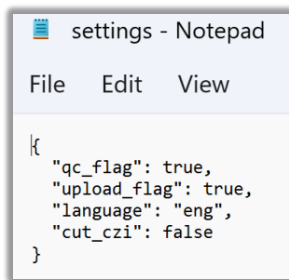 settings - Notepad
File Edit View
{
"qc_flag": true,
"upload_flag": true,
"language": "eng",
"cut_czi": false
}